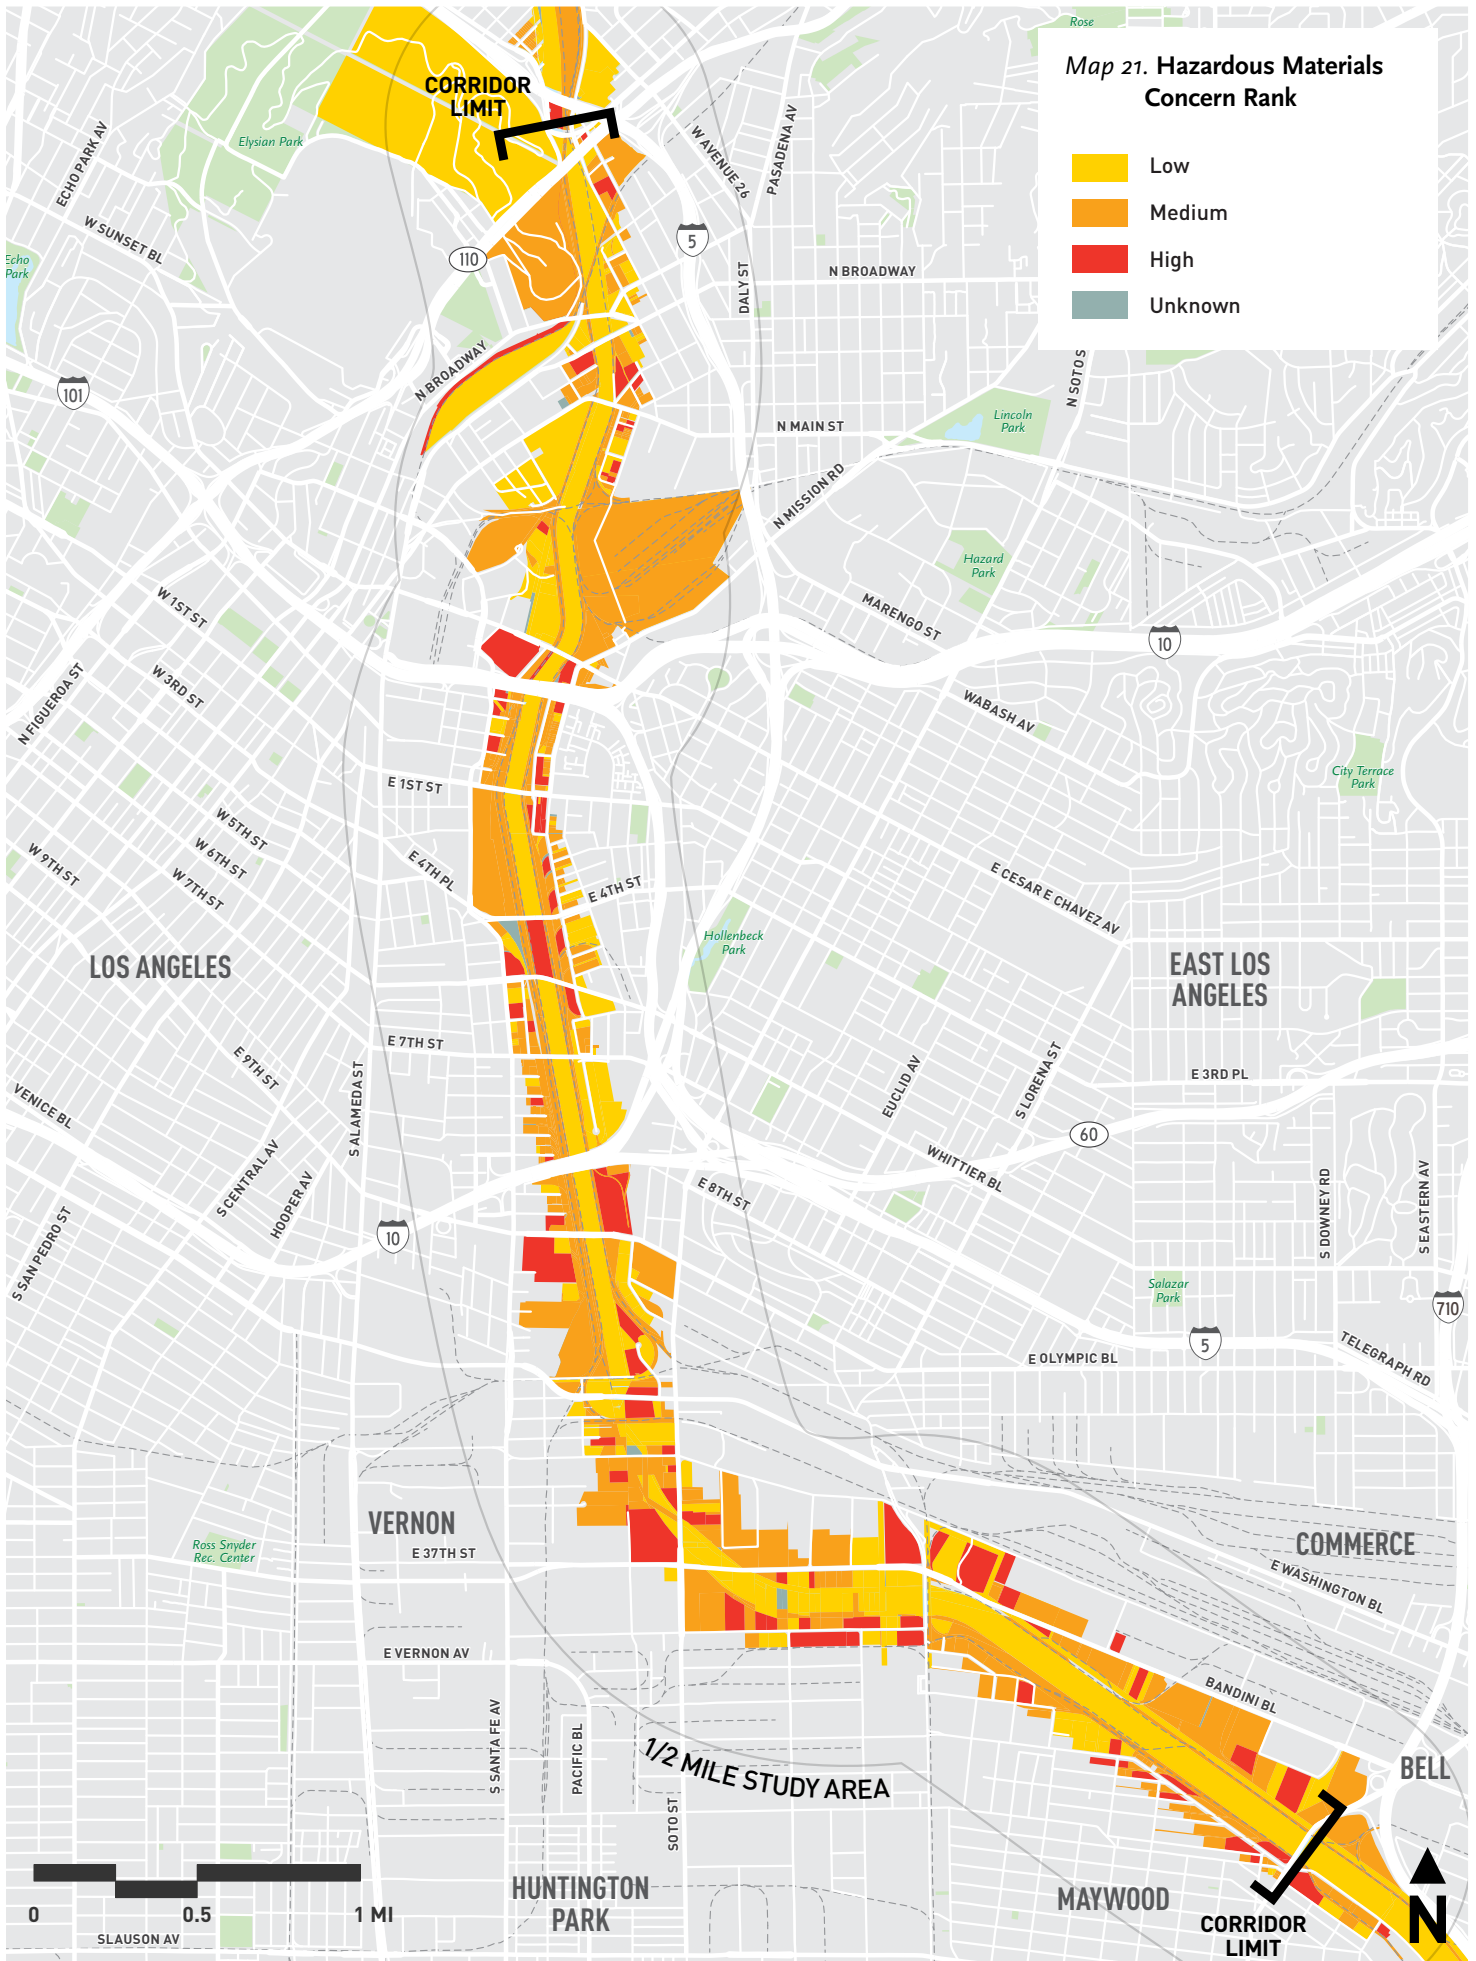 Map 21. Hazardous Materials
Concern Rank
Low
Medium
High
Unknown
Rose
CORRIDOR
LIMIT
Elysian Park
ECHO PARK AV
W SUNSET BL
Echo
Park
110
5
W AVENUE 26
PASADENA AV
DALY ST
N BROADWAY
N BROADWAY
101
N SOTO S
Lincoln
Park
N MAIN ST
N MISSION RD
Hazard
Park
MARENGO ST
10
W 1ST ST
W 3RD ST
N FIGUEROA ST
WABASH AV
City Terrace
Park
E 1ST ST
W 5TH ST
W 6TH ST
W 7TH ST
W 9TH ST
E 4TH PL
E 4TH ST
E CESAR E CHAVEZ AV
Hollenbeck
Park
LOS ANGELES
EAST LOS
ANGELES
E 7TH ST
E 9TH ST
VENICE BL
S ALAMEDA ST
EUCLID AV
S LORENA ST
E 3RD PL
60
S CENTRAL AV
HOOPER AV
WHITTIER BL
E 8TH ST
S DOWNEY RD
S EASTERN AV
S SAN PEDRO ST
10
Salazar
Park
710
5
E OLYMPIC BL
TELEGRAPH RD
VERNON
Ross Snyder
Rec. Center
E 37TH ST
COMMERCE
E WASHINGTON BL
E VERNON AV
S SANTA FE AV
PACIFIC BL
SOTO ST
1/2 MILE STUDY AREA
BANDINI BL
BELL
HUNTINGTON
PARK
MAYWOOD
CORRIDOR
LIMIT
N
0 0.5 1 MI
SLAUSON AV